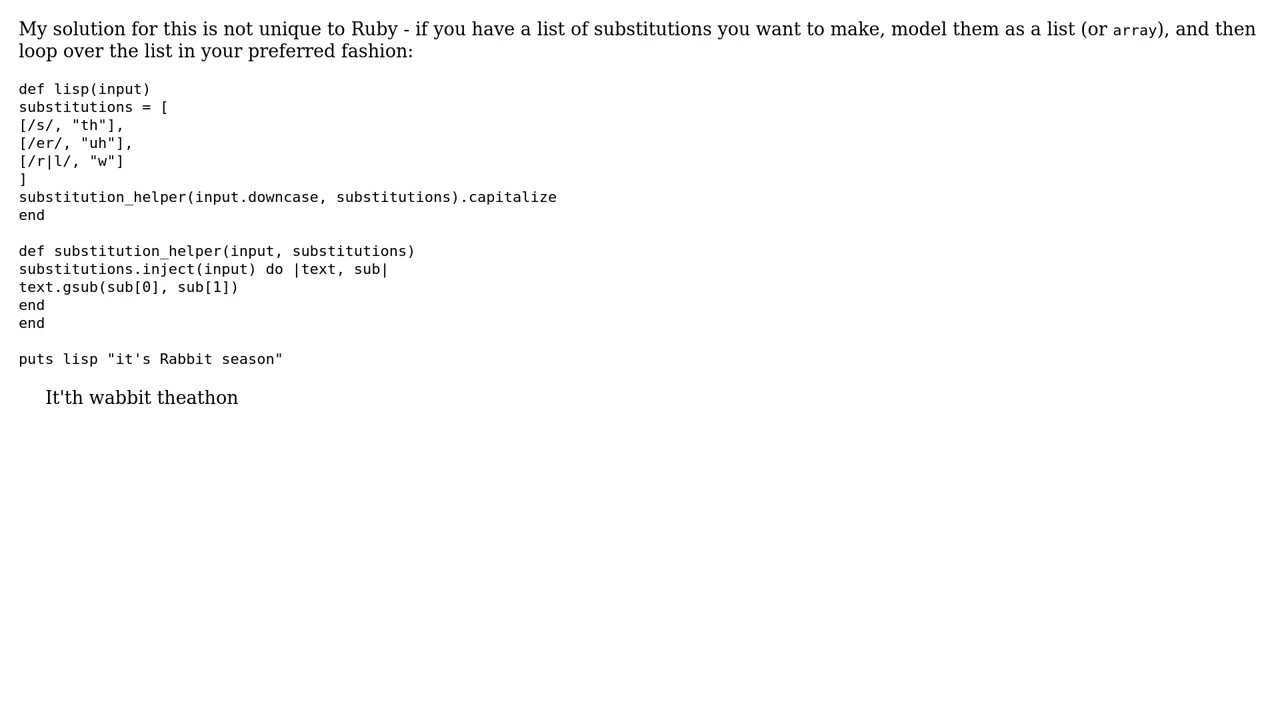 My solution for this is not unique to Ruby - if you have a list of substitutions you want to make, model them as a list (or array), and then
loop over the list in your preferred fashion:
def lisp(input)
substitutions = [
[/s/, "th"],
[/er/, "uh"],
[/r|l/, "w"]
]
substitution_helper(input.downcase, substitutions).capitalize
end
def substitution_helper(input, substitutions)
substitutions.inject(input) do |text, sub|
text.gsub(sub[0], sub[1])
end
end
puts lisp "it's Rabbit season"
It'th wabbit theathon